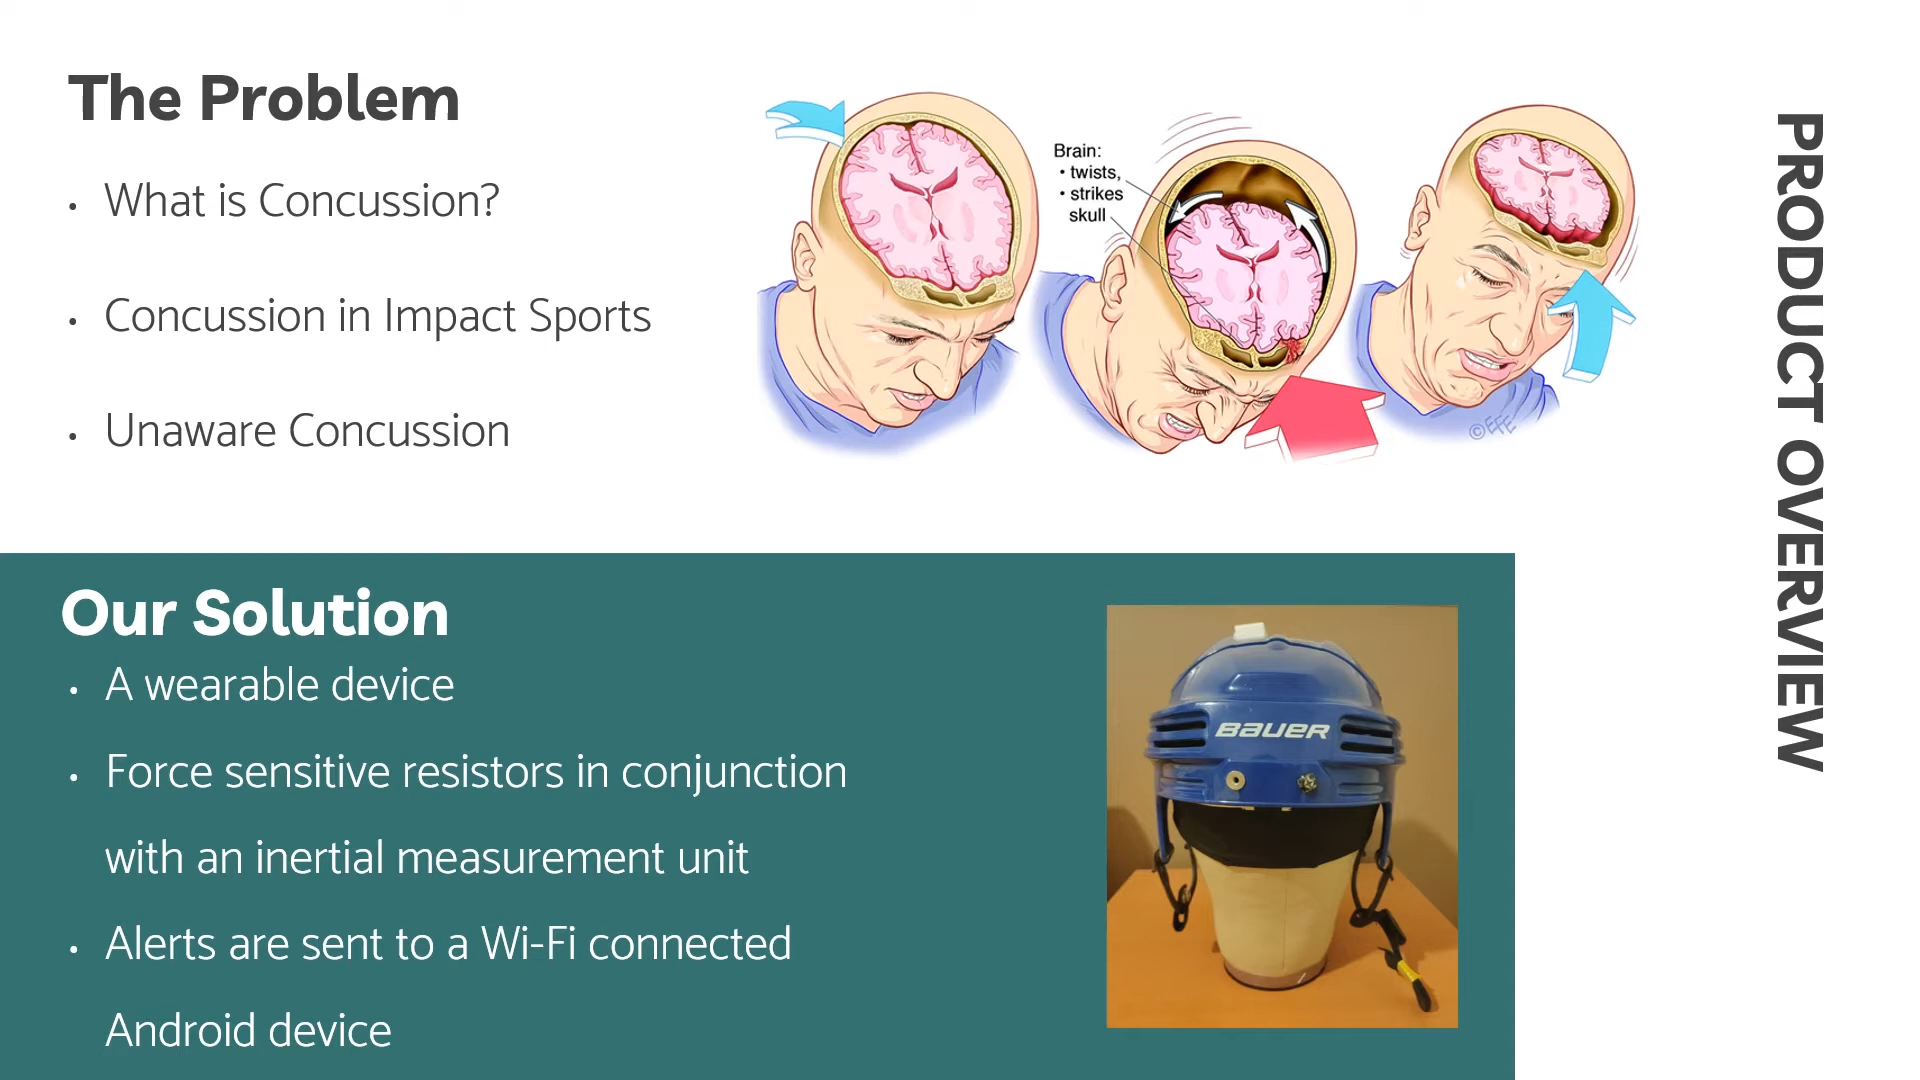 The Problem
• What is Concussion?
• Concussion in Impact Sports
• Unaware Concussion
Brain:
• twists,
• strikes
skull
©EFE
PRODUCT OVERVIEW
Our Solution
• A wearable device
• Force sensitive resistors in conjunction
with an inertial measurement unit
• Alerts are sent to a Wi-Fi connected
Android device
BAUER